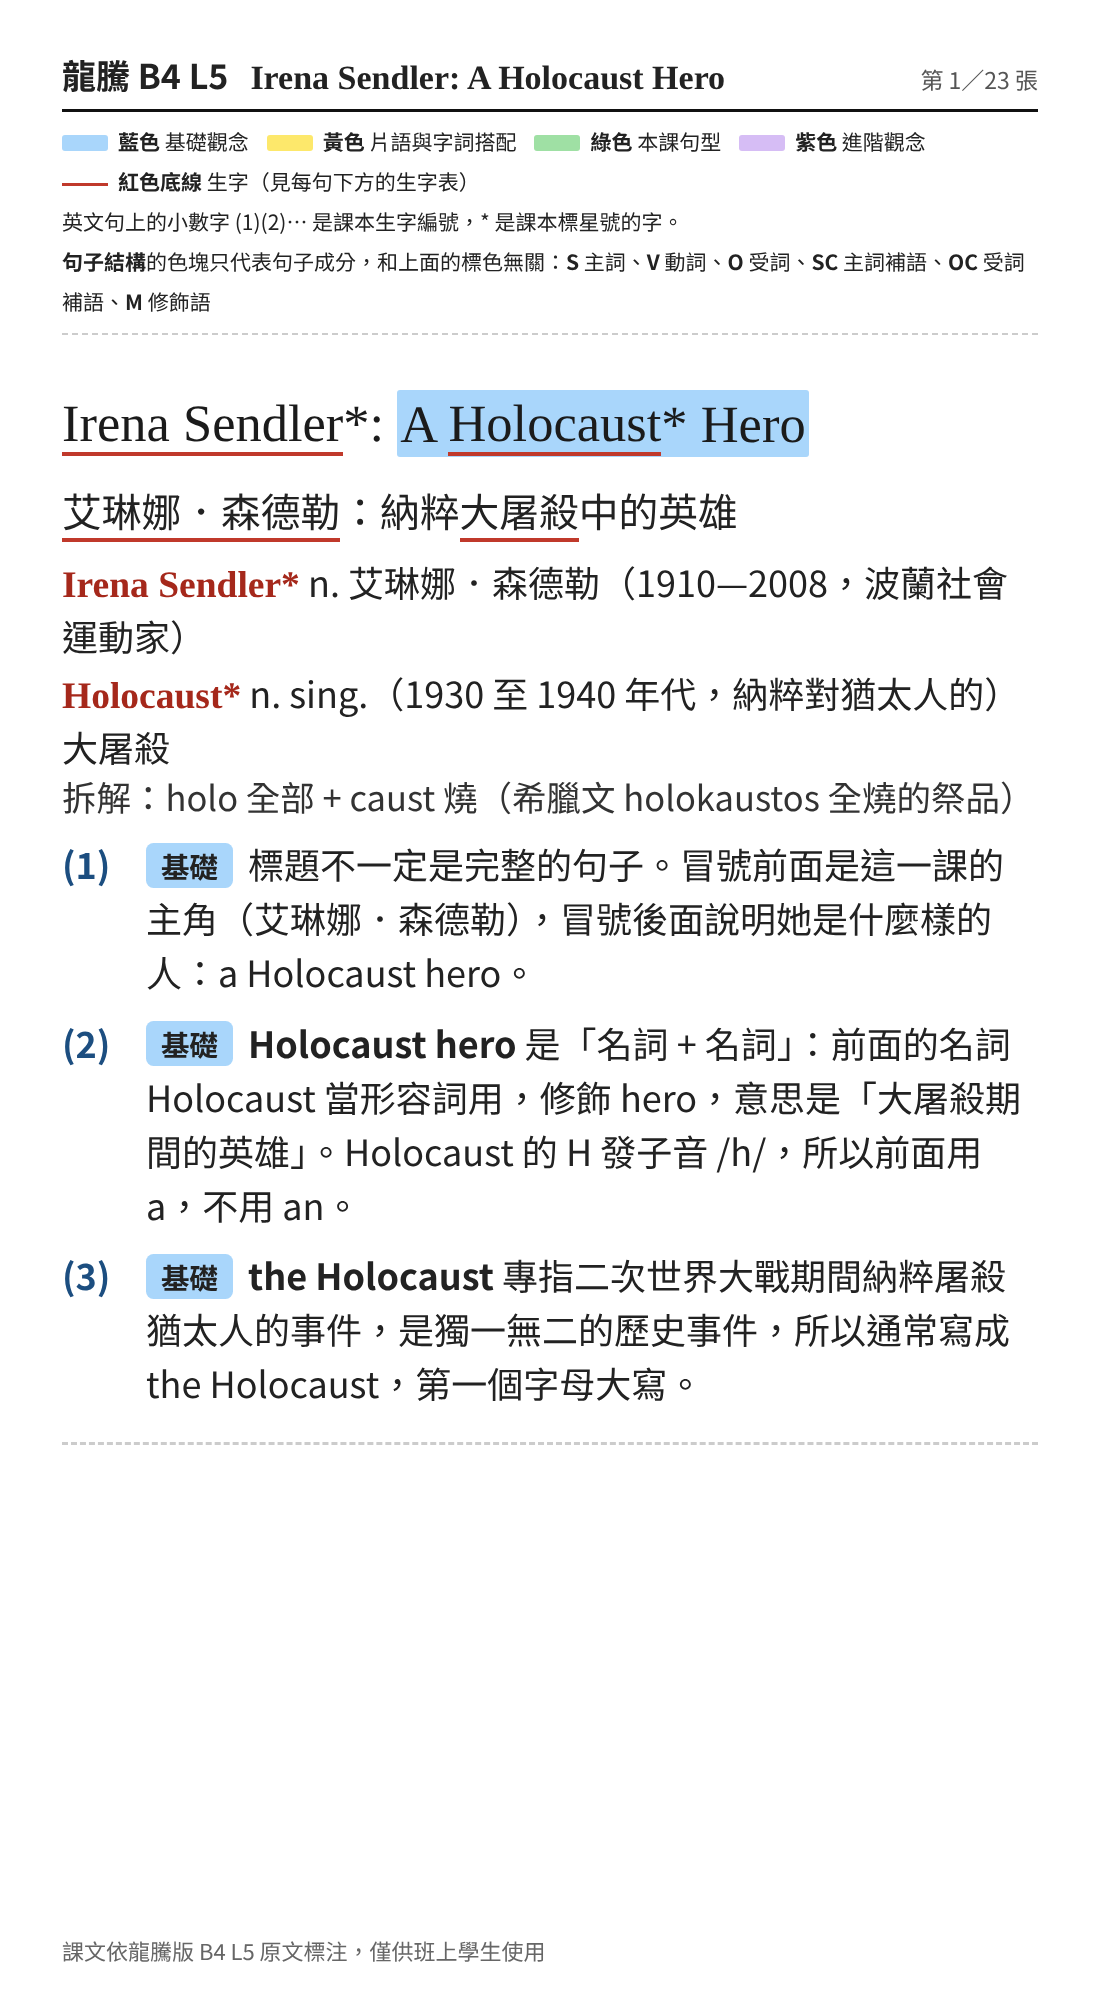 龍騰 B4 L5 Irena Sendler: A Holocaust Hero 第 1／23 張
藍色 基礎觀念 黃色 片語與字詞搭配 綠色 本課句型 紫色 進階觀念
紅色底線 生字（見每句下方的生字表）
英文句上的小數字 (1)(2)⋯ 是課本生字編號，* 是課本標星號的字。
句子結構的色塊只代表句子成分，和上面的標色無關：S 主詞、V 動詞、O 受詞、SC 主詞補語、OC 受詞
補語、M 修飾語
Irena Sendler*: A Holocaust* Hero
艾琳娜．森德勒：納粹大屠殺中的英雄
Irena Sendler* n. 艾琳娜．森德勒（1910—2008，波蘭社會
運動家）
Holocaust* n. sing.（1930 至 1940 年代，納粹對猶太人的）
大屠殺
拆解：holo 全部 + caust 燒（希臘文 holokaustos 全燒的祭品）
(1) 基礎 標題不一定是完整的句子。冒號前面是這一課的
主角（艾琳娜．森德勒），冒號後面說明她是什麼樣的
人：a Holocaust hero。
(2) 基礎 Holocaust hero 是「名詞 + 名詞」：前面的名詞
Holocaust 當形容詞用，修飾 hero，意思是「大屠殺期
間的英雄」。Holocaust 的 H 發子音 /h/，所以前面用
a，不用 an。
(3) 基礎 the Holocaust 專指二次世界大戰期間納粹屠殺
猶太人的事件，是獨一無二的歷史事件，所以通常寫成
the Holocaust，第一個字母大寫。
課文依龍騰版 B4 L5 原文標注，僅供班上學生使用